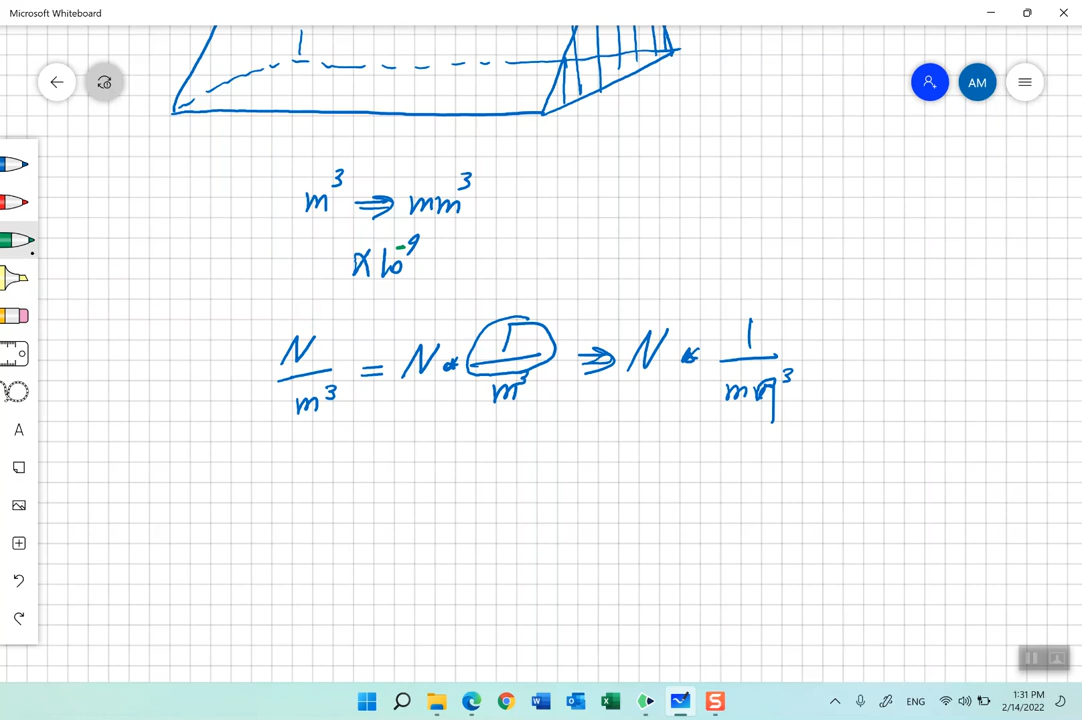 Microsoft Whiteboard
AM
m³ ⇒ mm³
×10⁻⁹
N/m³ = N * 1/m³ ⇒ N * 1/mm³
A
W
X
S
ENG
1:31 PM
2/14/2022